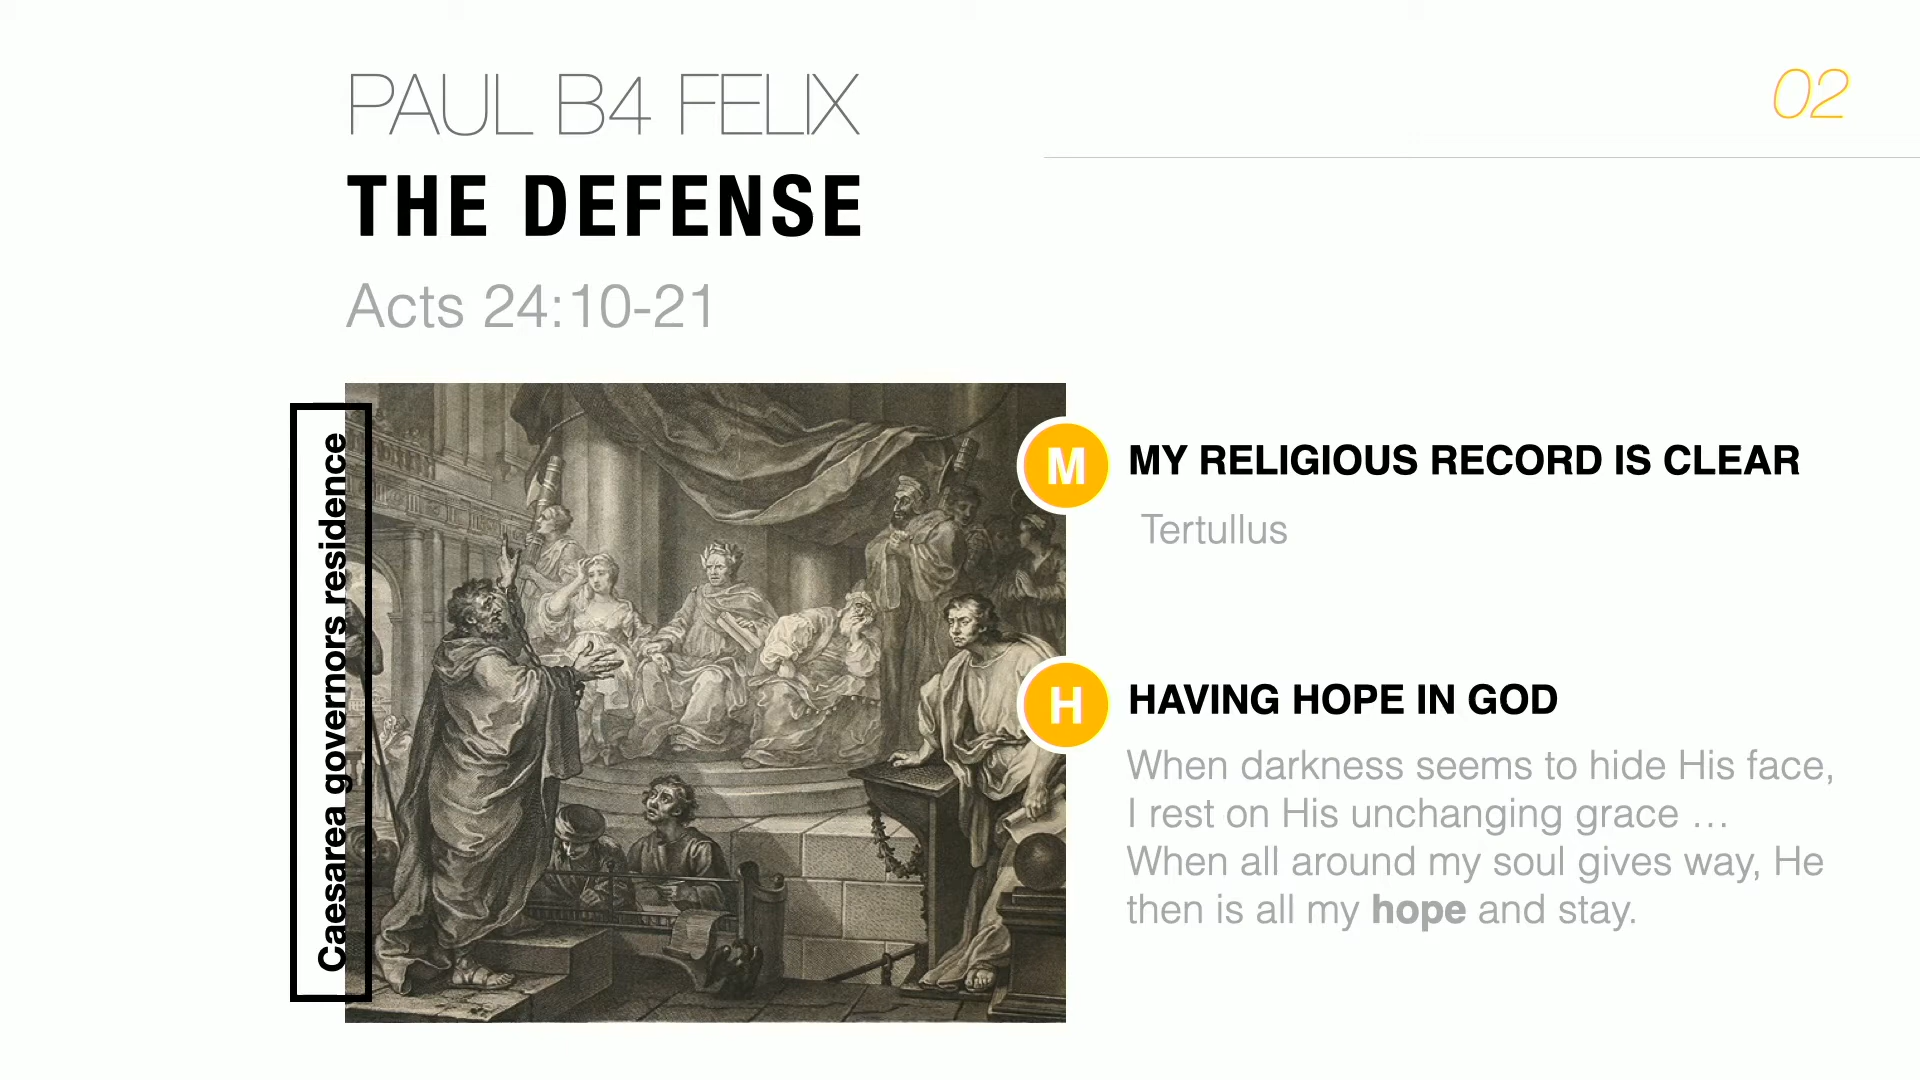 PAUL B4 FELIX
02
THE DEFENSE
Acts 24:10-21
Caesarea governors residence
M
MY RELIGIOUS RECORD IS CLEAR
Tertullus
H
HAVING HOPE IN GOD
When darkness seems to hide His face,
I rest on His unchanging grace …
When all around my soul gives way, He
then is all my hope and stay.